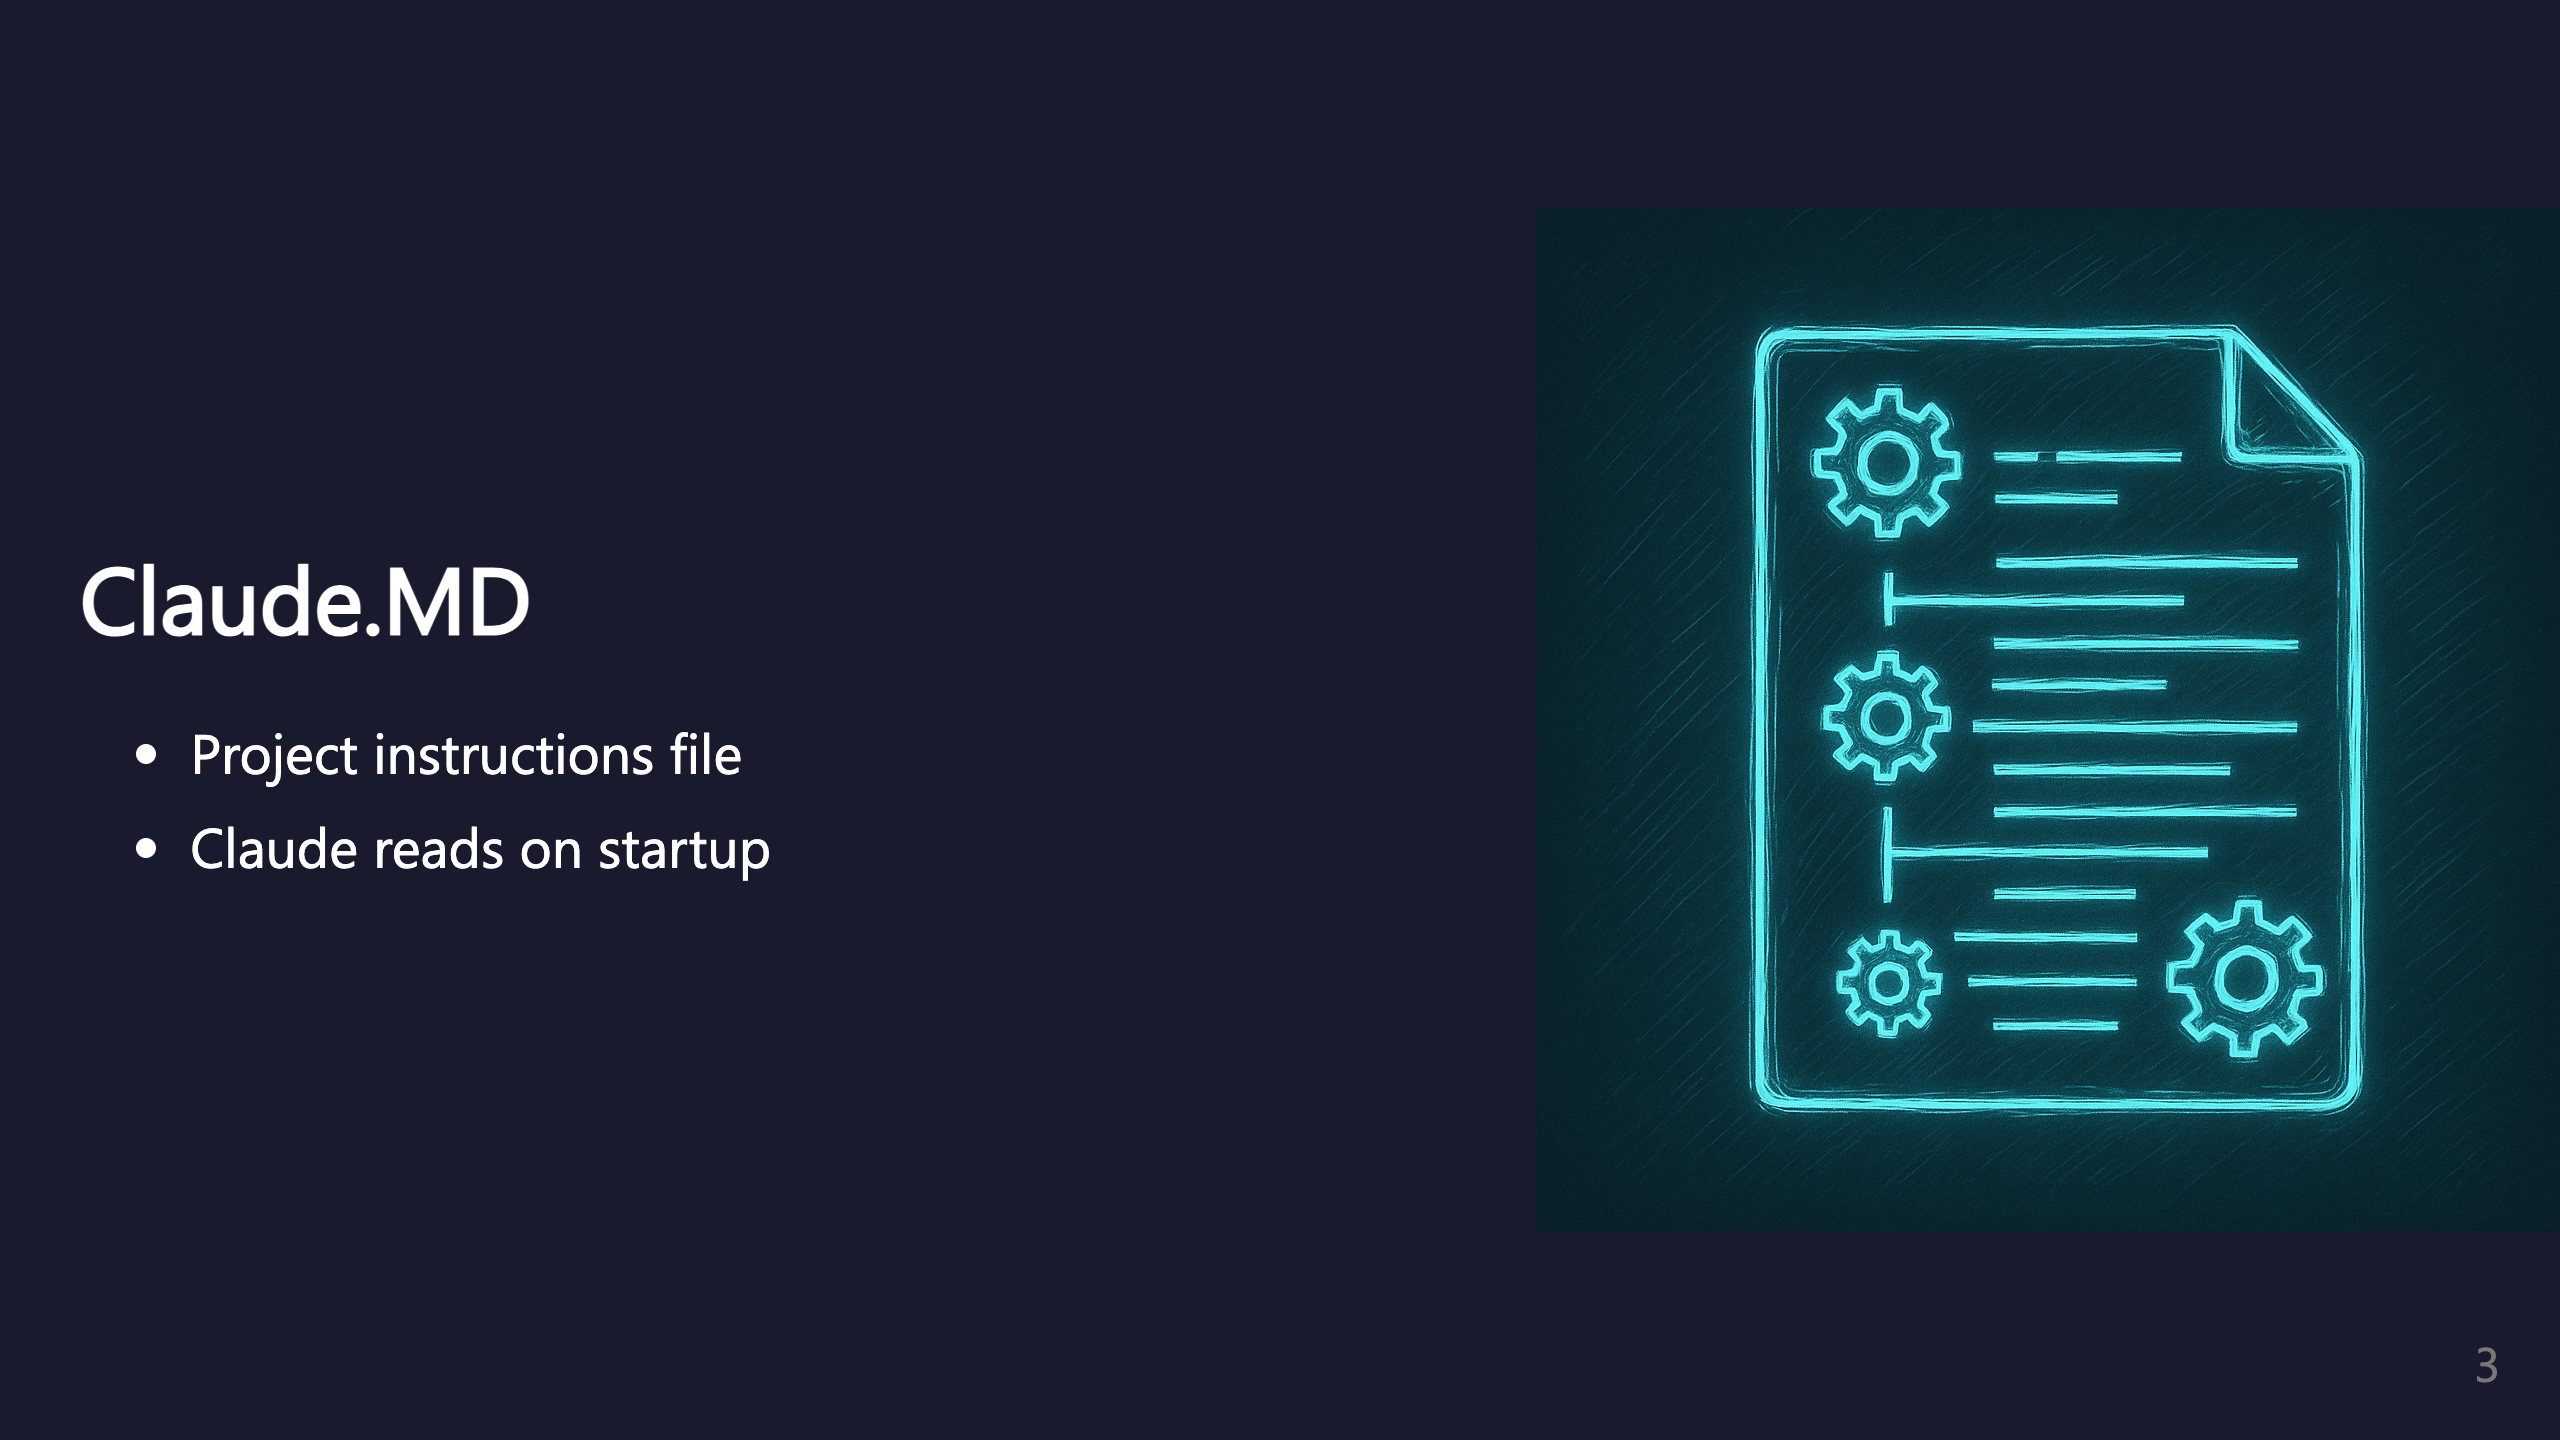 Claude.MD
• Project instructions file
• Claude reads on startup
3